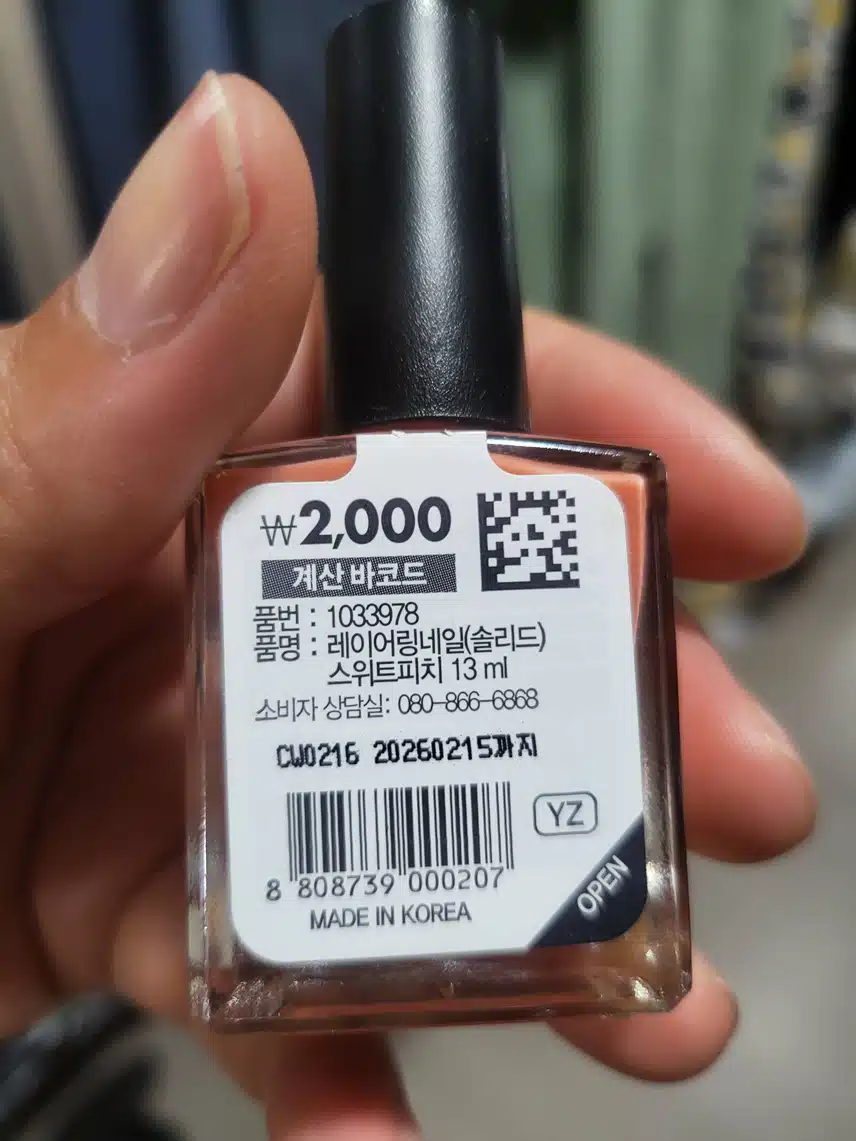 ₩2,000
계산 바코드
품번 : 1033978
품명 : 레이어링네일(솔리드)
스위트피치 13 ml
소비자 상담실: 080-866-6868
CW0216 20260215까지
YZ
8 808739 000207
OPEN
MADE IN KOREA